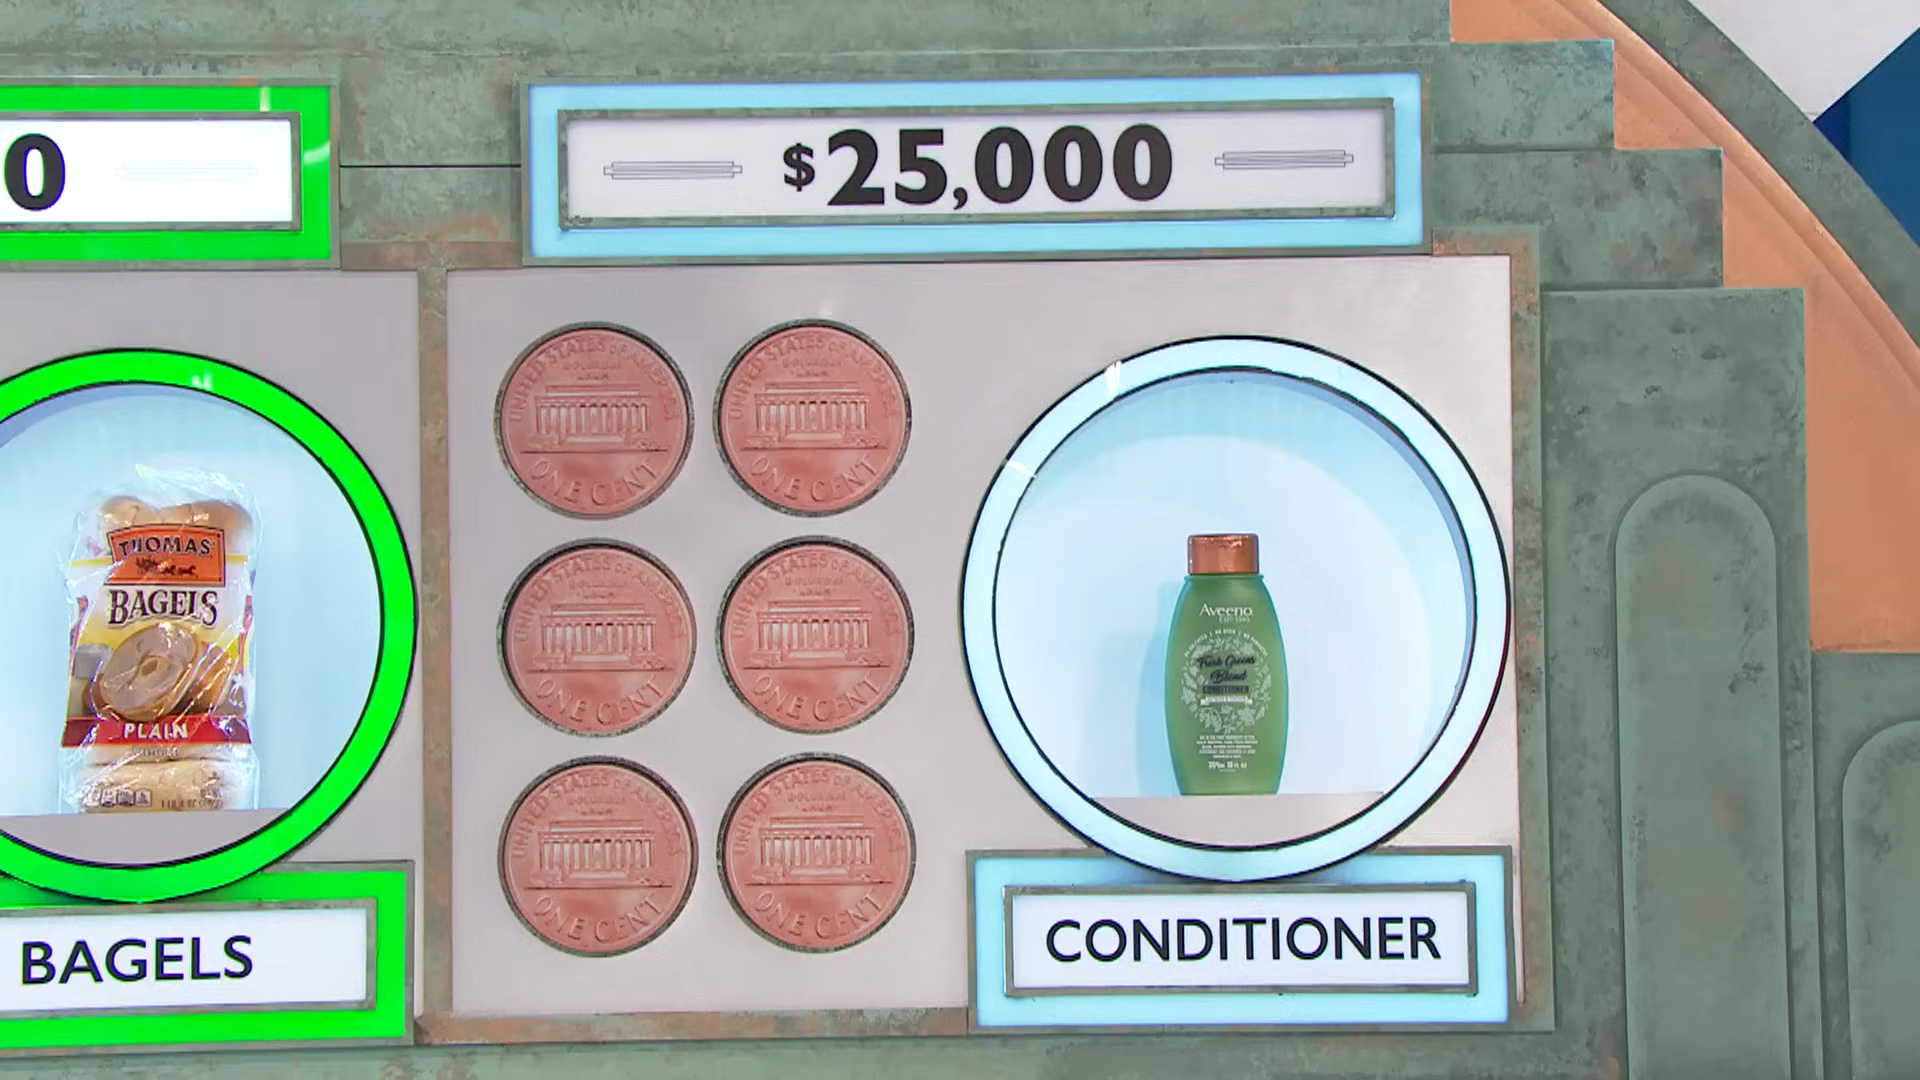 0
$25,000
UNITED STATES OF AMERICA
ONE CENT
UNITED STATES OF AMERICA
ONE CENT
UNITED STATES OF AMERICA
ONE CENT
UNITED STATES OF AMERICA
ONE CENT
UNITED STATES OF AMERICA
ONE CENT
UNITED STATES OF AMERICA
ONE CENT
THOMAS'
BAGELS
PLAIN
Aveeno
Fresh Greens
Blend
CONDITIONER
BAGELS
CONDITIONER